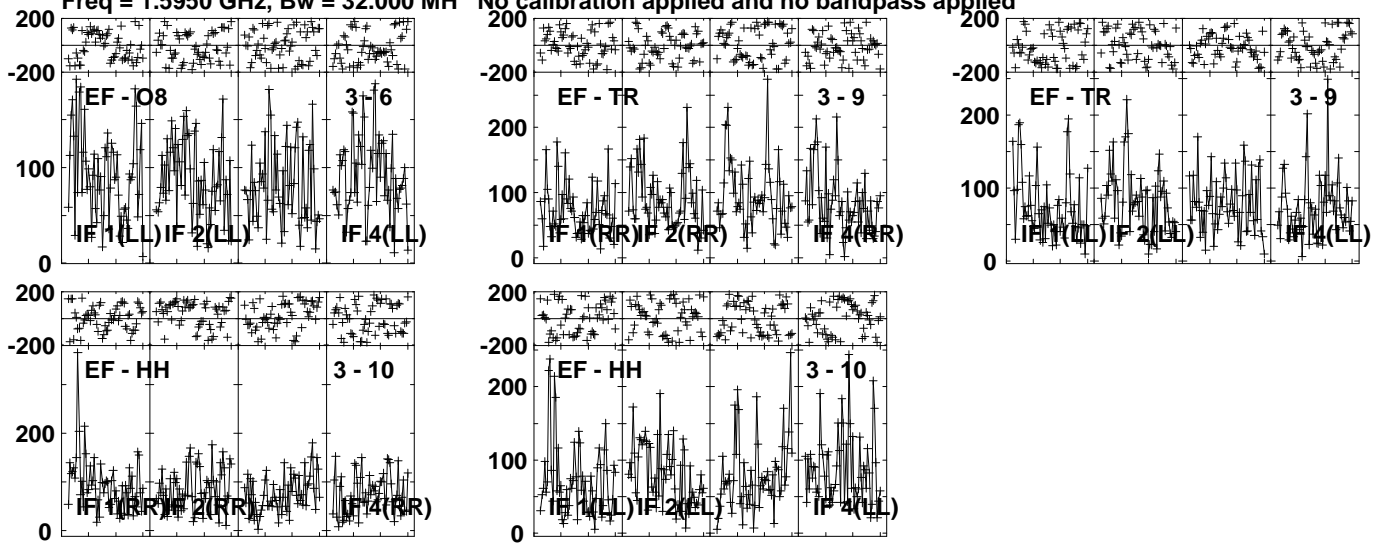 Freq = 1.5950 GHz, Bw = 32.000 MH No calibration applied and no bandpass applied
200
-200
EF - O8 3 - 6
100
0
IF 1(LL) IF 2(LL) IF 4(LL)
-200
EF - TR 3 - 9
200
100
0
IF 1(RR) IF 2(RR) IF 4(RR)
200
-200
EF - TR 3 - 9
200
100
0
IF 1(LL) IF 2(LL) IF 4(LL)
200
-200
EF - HH 3 - 10
200
0
IF 1(RR) IF 2(RR) IF 4(RR)
200
-200
EF - HH 3 - 10
200
100
0
IF 1(LL) IF 2(LL) IF 4(LL)